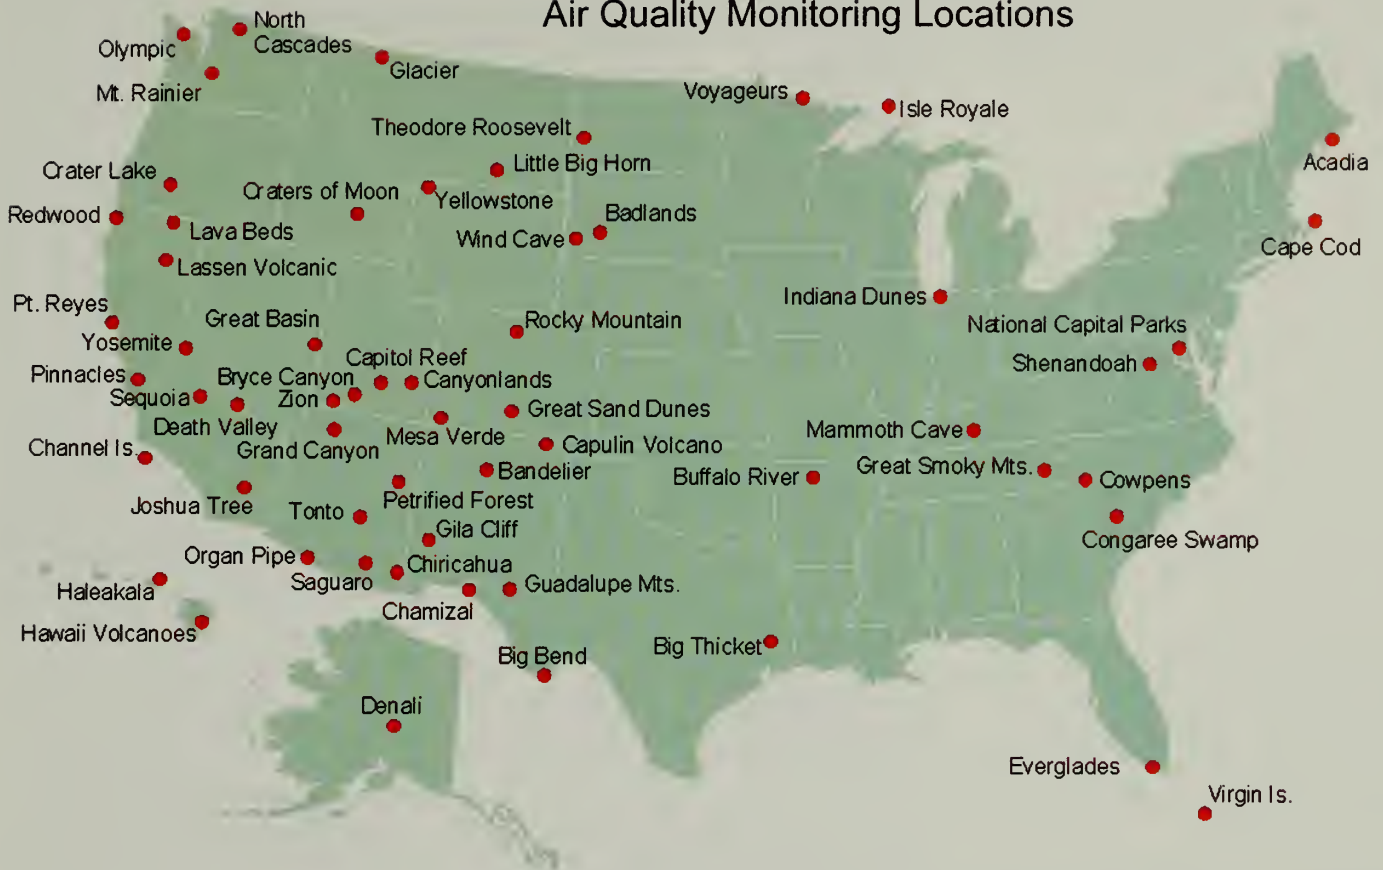 Air Quality Monitoring Locations
North
Cascades
Olympic
Glacier
Mt. Rainier
Voyageurs
Isle Royale
Theodore Roosevelt
Acadia
Little Big Horn
Crater Lake
Craters of Moon
Yellowstone
Redwood
Badlands
Lava Beds
Wind Cave
Cape Cod
Lassen Volcanic
Indiana Dunes
Pt. Reyes
Great Basin
Rocky Mountain
National Capital Parks
Yosemite
Capitol Reef
Shenandoah
Pinnacles
Bryce Canyon
Canyonlands
Sequoia
Zion
Great Sand Dunes
Death Valley
Mesa Verde
Mammoth Cave
Channel Is.
Grand Canyon
Capulin Volcano
Bandelier
Buffalo River
Great Smoky Mts.
Cowpens
Joshua Tree
Petrified Forest
Tonto
Gila Cliff
Congaree Swamp
Organ Pipe
Chiricahua
Saguaro
Guadalupe Mts.
Haleakala
Chamizal
Hawaii Volcanoes
Big Thicket
Big Bend
Denali
Everglades
Virgin Is.